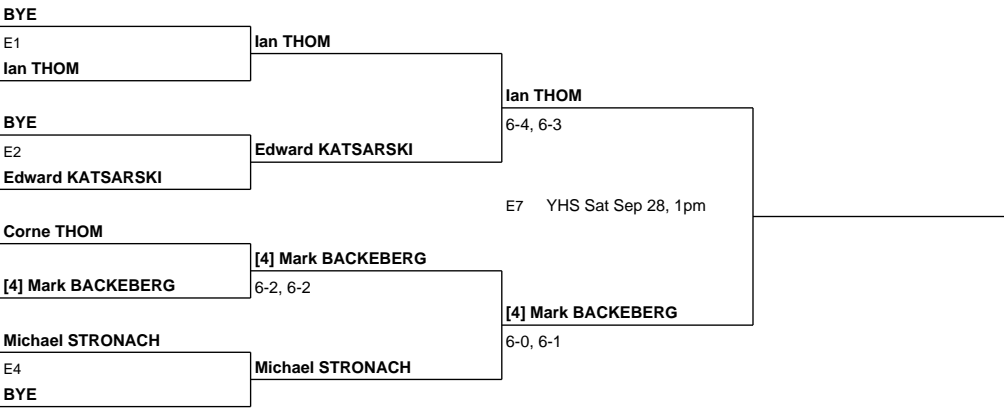 BYE
E1
Ian THOM
Ian THOM
BYE
E2
Edward KATSARSKI
Edward KATSARSKI
Ian THOM
6-4, 6-3
E7 YHS Sat Sep 28, 1pm
Corne THOM
[4] Mark BACKEBERG
[4] Mark BACKEBERG
6-2, 6-2
Michael STRONACH
E4
BYE
Michael STRONACH
[4] Mark BACKEBERG
6-0, 6-1